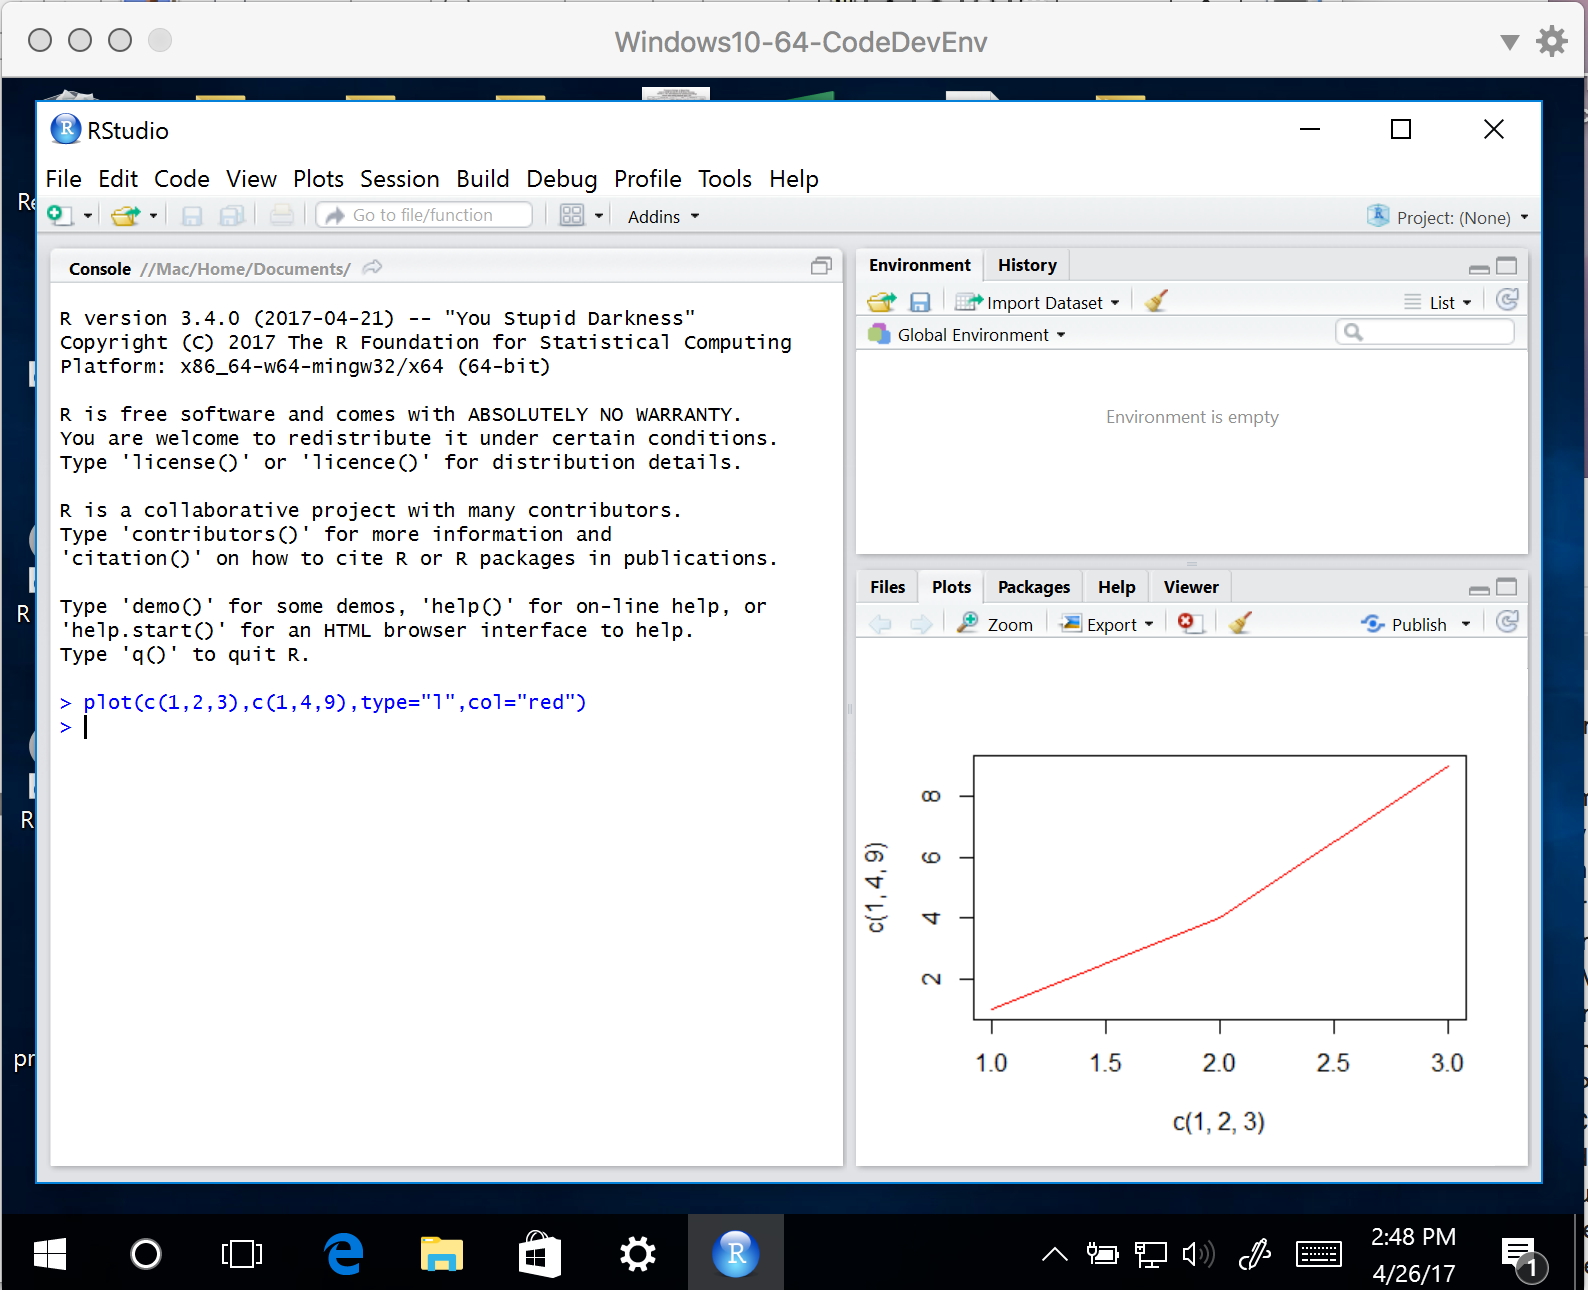 Windows10-64-CodeDevEnv
RStudio
File Edit Code View Plots Session Build Debug Profile Tools Help
Go to file/function Addins Project: (None)
Console //Mac/Home/Documents/
R version 3.4.0 (2017-04-21) -- "You Stupid Darkness"
Copyright (C) 2017 The R Foundation for Statistical Computing
Platform: x86_64-w64-mingw32/x64 (64-bit)
R is free software and comes with ABSOLUTELY NO WARRANTY.
You are welcome to redistribute it under certain conditions.
Type 'license()' or 'licence()' for distribution details.
R is a collaborative project with many contributors.
Type 'contributors()' for more information and
'citation()' on how to cite R or R packages in publications.
Type 'demo()' for some demos, 'help()' for on-line help, or
'help.start()' for an HTML browser interface to help.
Type 'q()' to quit R.
> plot(c(1,2,3),c(1,4,9),type="l",col="red")
>
Environment History
Import Dataset List
Global Environment
Environment is empty
Files Plots Packages Help Viewer
Zoom Export Publish
8
6
4
2
c(1, 4, 9)
1.0 1.5 2.0 2.5 3.0
c(1, 2, 3)
2:48 PM
4/26/17
1